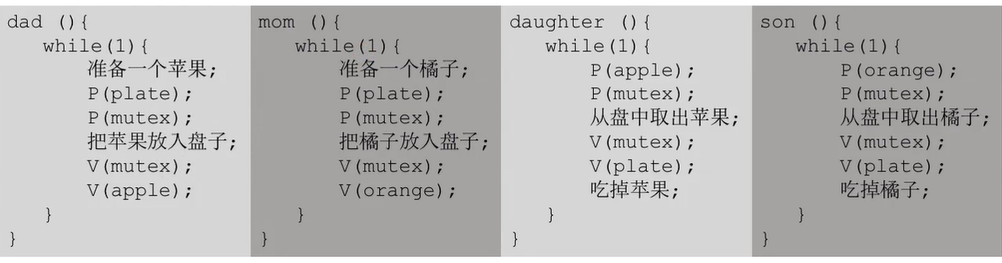 dad (){
while(1){
准备一个苹果;
P(plate);
P(mutex);
把苹果放入盘子;
V(mutex);
V(apple);
}
}
mom (){
while(1){
准备一个橘子;
P(plate);
P(mutex);
把橘子放入盘子;
V(mutex);
V(orange);
}
}
daughter (){
while(1){
P(apple);
P(mutex);
从盘中取出苹果;
V(mutex);
V(plate);
吃掉苹果;
}
}
son (){
while(1){
P(orange);
P(mutex);
从盘中取出橘子;
V(mutex);
V(plate);
吃掉橘子;
}
}